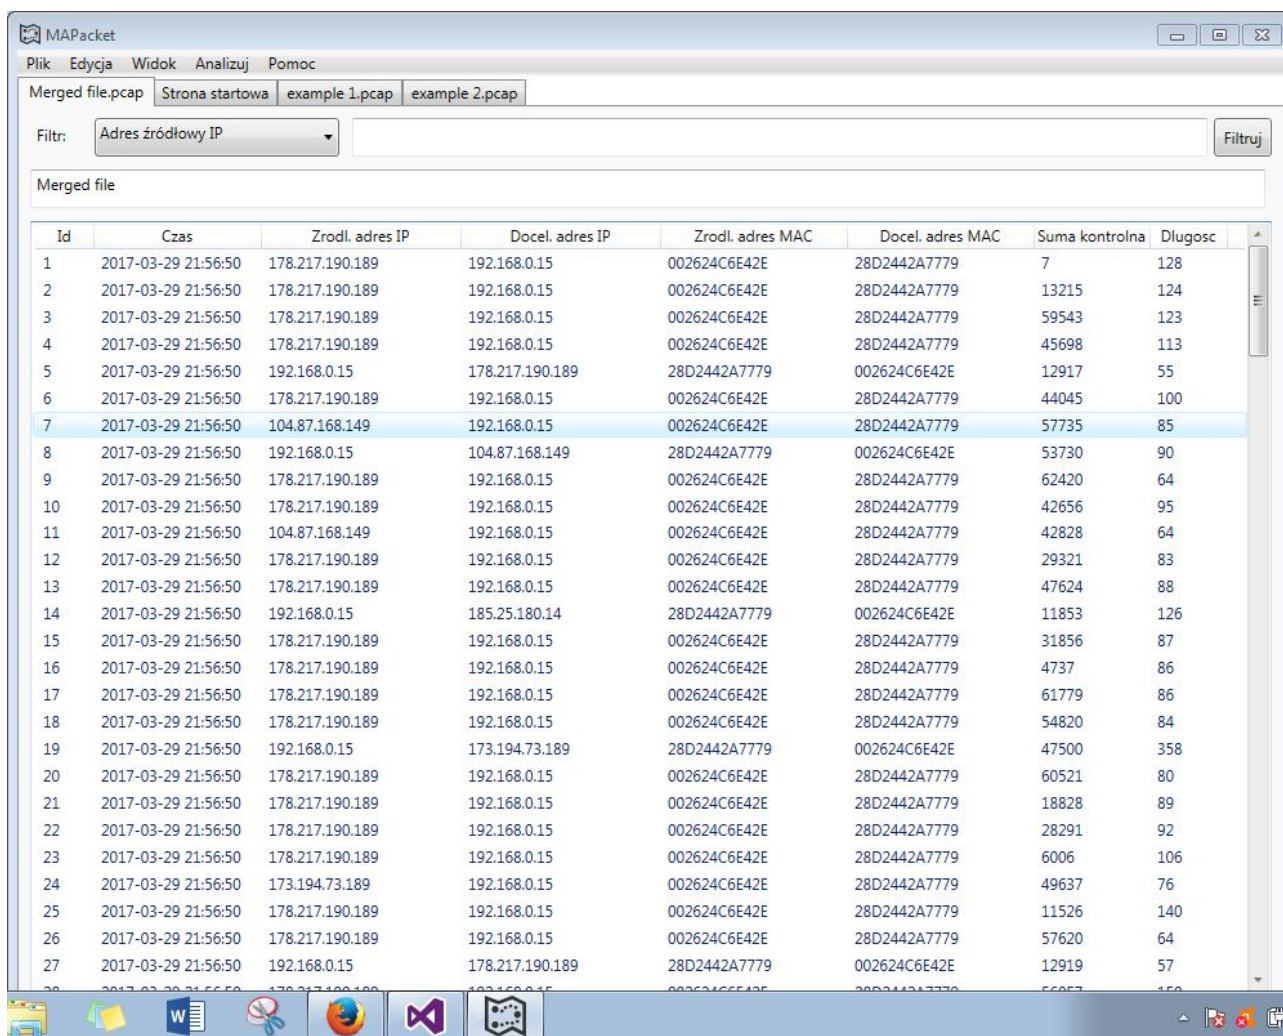 MAPacket
Plik Edycja Widok Analizuj Pomoc
Merged file.pcap Strona startowa example 1.pcap example 2.pcap
Filtr: Adres źródłowy IP Filtruj
Merged file
Id Czas Zrodl. adres IP Docel. adres IP Zrodl. adres MAC Docel. adres MAC Suma kontrolna Dlugosc
1 2017-03-29 21:56:50 178.217.190.189 192.168.0.15 002624C6E42E 28D2442A7779 7 128
2 2017-03-29 21:56:50 178.217.190.189 192.168.0.15 002624C6E42E 28D2442A7779 13215 124
3 2017-03-29 21:56:50 178.217.190.189 192.168.0.15 002624C6E42E 28D2442A7779 59543 123
4 2017-03-29 21:56:50 178.217.190.189 192.168.0.15 002624C6E42E 28D2442A7779 45698 113
5 2017-03-29 21:56:50 192.168.0.15 178.217.190.189 28D2442A7779 002624C6E42E 12917 55
6 2017-03-29 21:56:50 178.217.190.189 192.168.0.15 002624C6E42E 28D2442A7779 44045 100
7 2017-03-29 21:56:50 104.87.168.149 192.168.0.15 002624C6E42E 28D2442A7779 57735 85
8 2017-03-29 21:56:50 192.168.0.15 104.87.168.149 28D2442A7779 002624C6E42E 53730 90
9 2017-03-29 21:56:50 178.217.190.189 192.168.0.15 002624C6E42E 28D2442A7779 62420 64
10 2017-03-29 21:56:50 178.217.190.189 192.168.0.15 002624C6E42E 28D2442A7779 42656 95
11 2017-03-29 21:56:50 104.87.168.149 192.168.0.15 002624C6E42E 28D2442A7779 42828 64
12 2017-03-29 21:56:50 178.217.190.189 192.168.0.15 002624C6E42E 28D2442A7779 29321 83
13 2017-03-29 21:56:50 178.217.190.189 192.168.0.15 002624C6E42E 28D2442A7779 47624 88
14 2017-03-29 21:56:50 192.168.0.15 185.25.180.14 28D2442A7779 002624C6E42E 11853 126
15 2017-03-29 21:56:50 178.217.190.189 192.168.0.15 002624C6E42E 28D2442A7779 31856 87
16 2017-03-29 21:56:50 178.217.190.189 192.168.0.15 002624C6E42E 28D2442A7779 4737 86
17 2017-03-29 21:56:50 178.217.190.189 192.168.0.15 002624C6E42E 28D2442A7779 61779 86
18 2017-03-29 21:56:50 178.217.190.189 192.168.0.15 002624C6E42E 28D2442A7779 54820 84
19 2017-03-29 21:56:50 192.168.0.15 173.194.73.189 28D2442A7779 002624C6E42E 47500 358
20 2017-03-29 21:56:50 178.217.190.189 192.168.0.15 002624C6E42E 28D2442A7779 60521 80
21 2017-03-29 21:56:50 178.217.190.189 192.168.0.15 002624C6E42E 28D2442A7779 18828 89
22 2017-03-29 21:56:50 178.217.190.189 192.168.0.15 002624C6E42E 28D2442A7779 28291 92
23 2017-03-29 21:56:50 178.217.190.189 192.168.0.15 002624C6E42E 28D2442A7779 6006 106
24 2017-03-29 21:56:50 173.194.73.189 192.168.0.15 002624C6E42E 28D2442A7779 49637 76
25 2017-03-29 21:56:50 178.217.190.189 192.168.0.15 002624C6E42E 28D2442A7779 11526 140
26 2017-03-29 21:56:50 178.217.190.189 192.168.0.15 002624C6E42E 28D2442A7779 57620 64
27 2017-03-29 21:56:50 192.168.0.15 178.217.190.189 28D2442A7779 002624C6E42E 12919 57